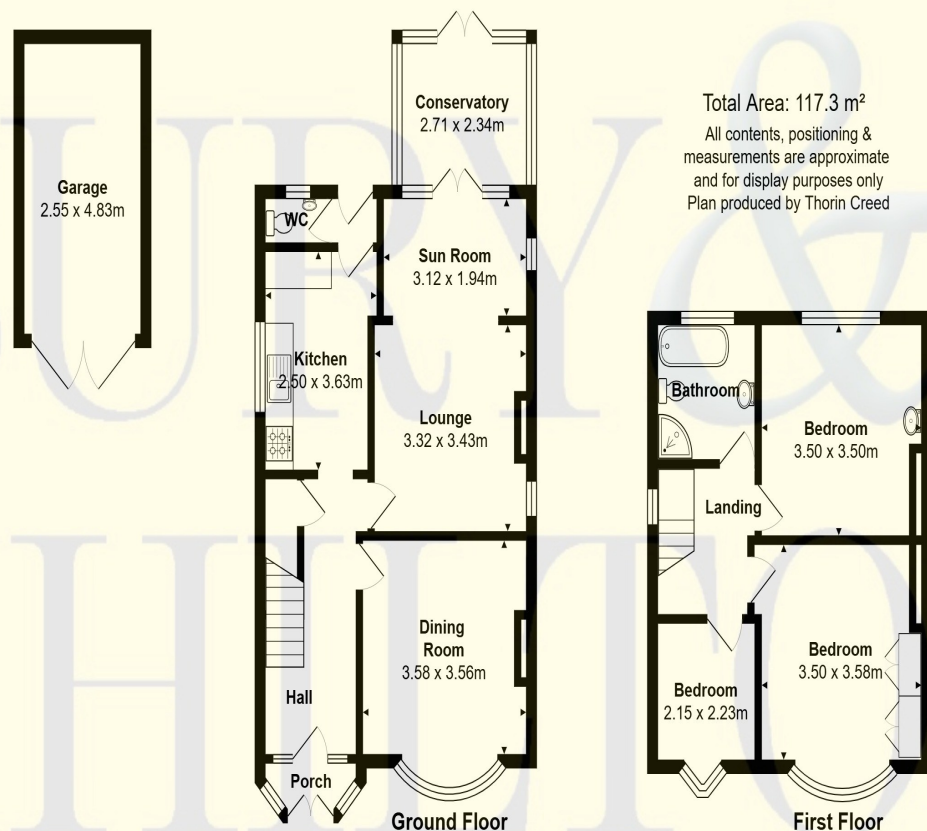 Garage
2.55 x 4.83m
Conservatory
2.71 x 2.34m
Total Area: 117.3 m²
All contents, positioning &
measurements are approximate
and for display purposes only
Plan produced by Thorin Creed
WC
Sun Room
3.12 x 1.94m
Kitchen
2.50 x 3.63m
Lounge
3.32 x 3.43m
Dining
Room
3.58 x 3.56m
Hall
Porch
Ground Floor
Bathroom
Bedroom
3.50 x 3.50m
Landing
Bedroom
3.50 x 3.58m
Bedroom
2.15 x 2.23m
First Floor
URY &
HILTO